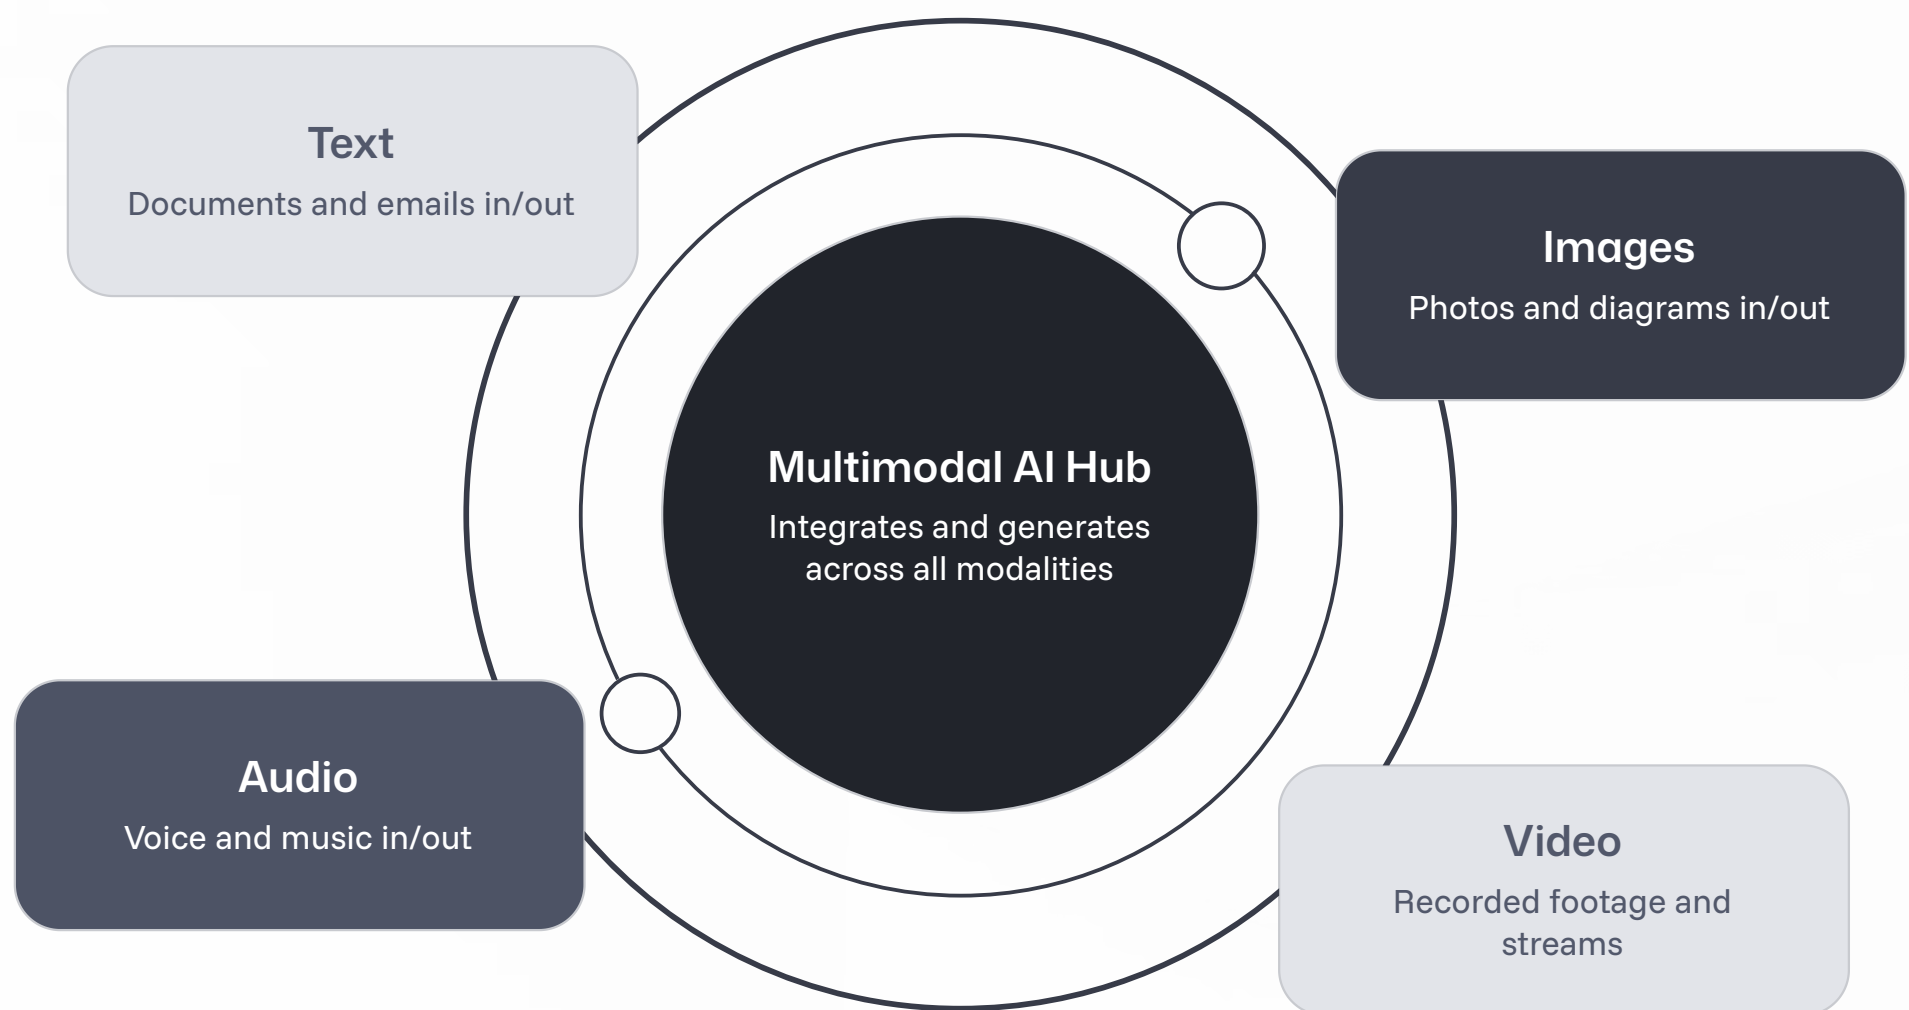 Text
Documents and emails in/out
Images
Photos and diagrams in/out
Multimodal AI Hub
Integrates and generates
across all modalities
Audio
Voice and music in/out
Video
Recorded footage and
streams